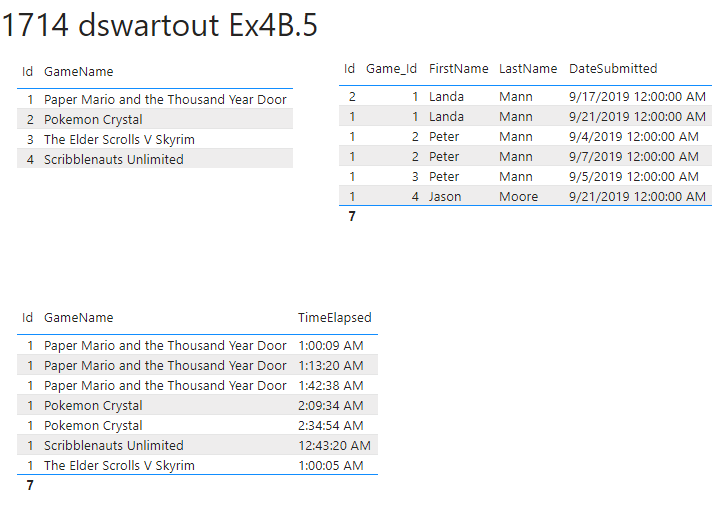 1714 dswartout Ex4B.5
Id GameName
1 Paper Mario and the Thousand Year Door
2 Pokemon Crystal
3 The Elder Scrolls V Skyrim
4 Scribblenauts Unlimited
Id Game_Id FirstName LastName DateSubmitted
2 1 Landa Mann 9/17/2019 12:00:00 AM
1 1 Landa Mann 9/21/2019 12:00:00 AM
1 2 Peter Mann 9/4/2019 12:00:00 AM
1 2 Peter Mann 9/7/2019 12:00:00 AM
1 3 Peter Mann 9/5/2019 12:00:00 AM
1 4 Jason Moore 9/21/2019 12:00:00 AM
7
Id GameName TimeElapsed
1 Paper Mario and the Thousand Year Door 1:00:09 AM
1 Paper Mario and the Thousand Year Door 1:13:20 AM
1 Paper Mario and the Thousand Year Door 1:42:38 AM
1 Pokemon Crystal 2:09:34 AM
1 Pokemon Crystal 2:34:54 AM
1 Scribblenauts Unlimited 12:43:20 AM
1 The Elder Scrolls V Skyrim 1:00:05 AM
7